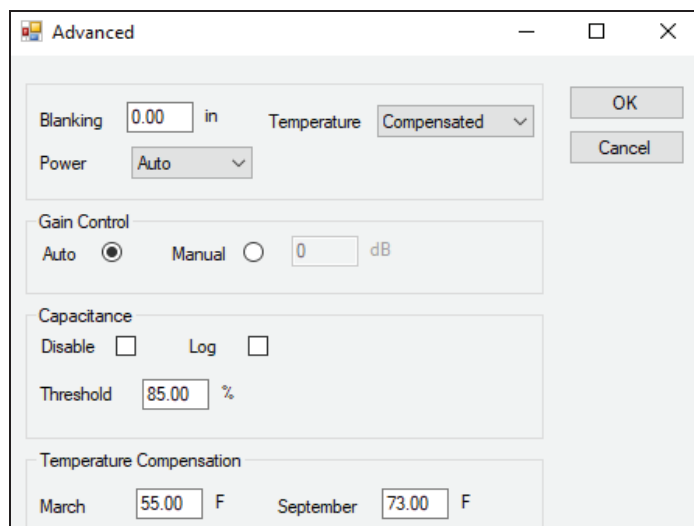 Advanced
Blanking 0.00 in Temperature Compensated
Power Auto
OK
Cancel
Gain Control
Auto Manual 0 dB
Capacitance
Disable Log
Threshold 85.00 %
Temperature Compensation
March 55.00 F September 73.00 F